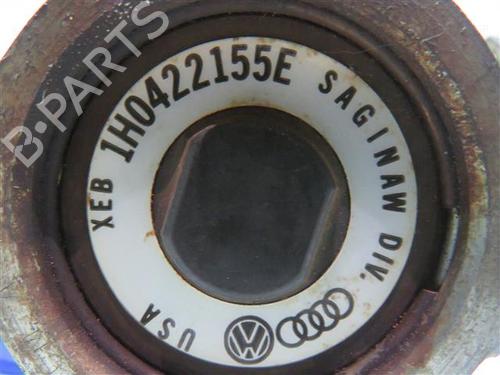 B-PARTS
XEB 1H0422155E SAGINAW DIV.
USA